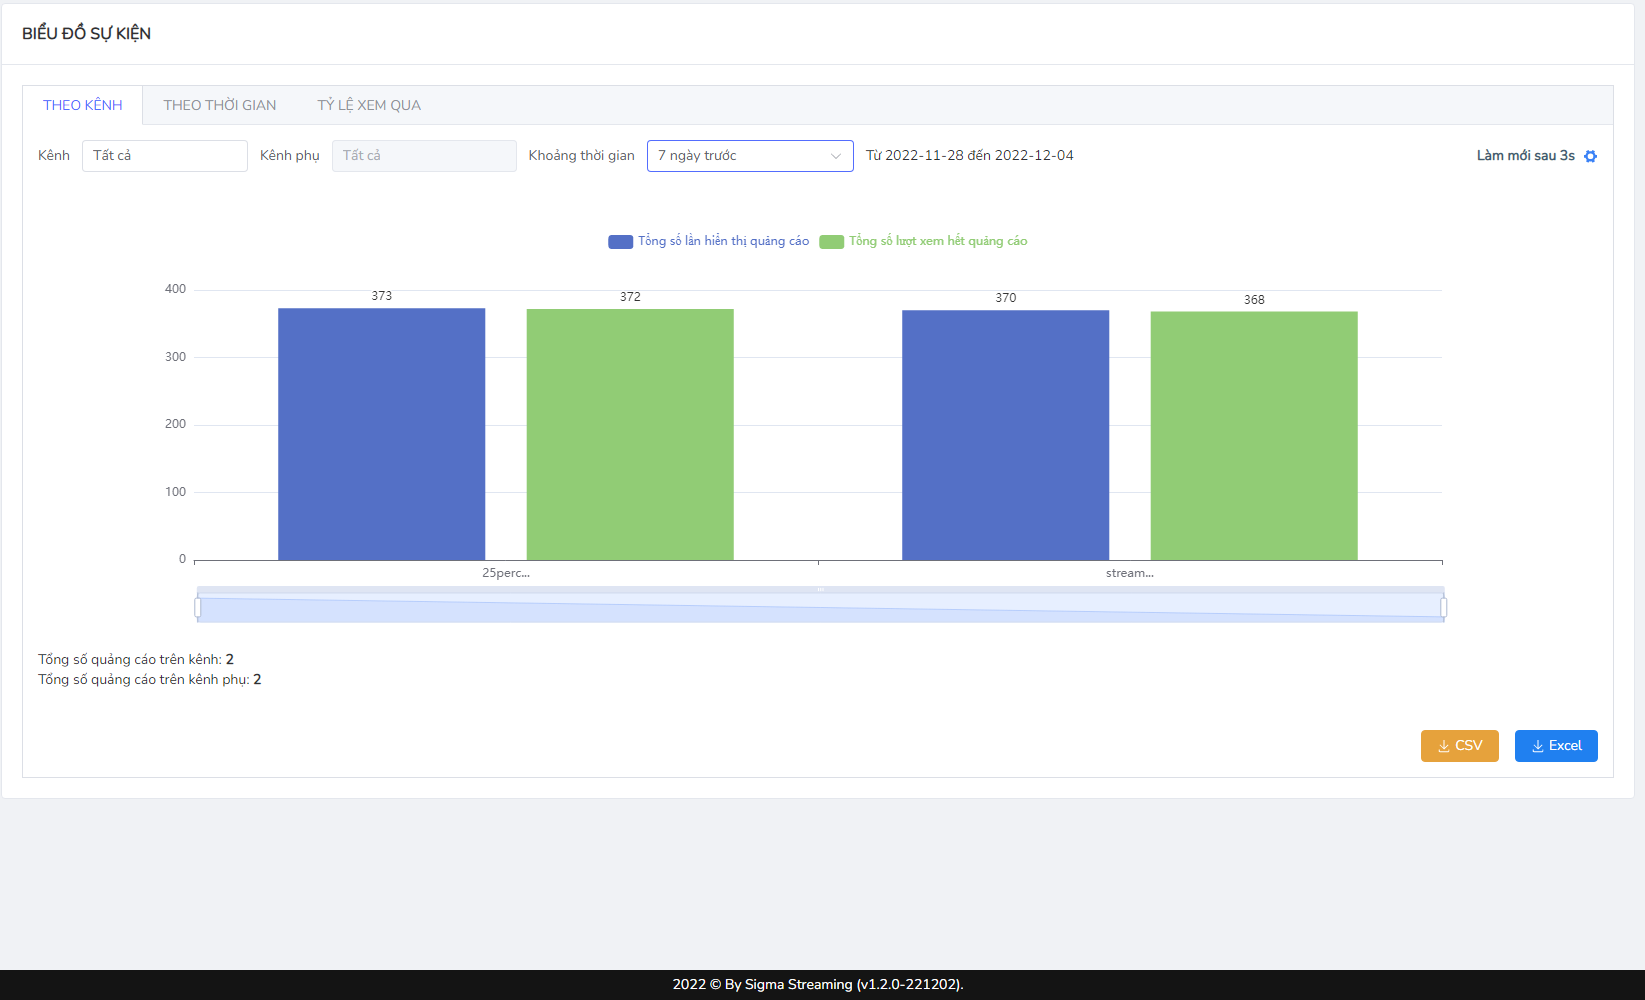 BIỂU ĐỒ SỰ KIỆN
THEO KÊNH THEO THỜI GIAN TỶ LỆ XEM QUA
Kênh Tất cả Kênh phụ Tất cả Khoảng thời gian 7 ngày trước Từ 2022-11-28 đến 2022-12-04 Làm mới sau 3s
Tổng số lần hiển thị quảng cáo Tổng số lượt xem hết quảng cáo
400
373 372 370 368
300
200
100
0
25perc... stream...
Tổng số quảng cáo trên kênh: 2
Tổng số quảng cáo trên kênh phụ: 2
CSV Excel
2022 © By Sigma Streaming (v1.2.0-221202).